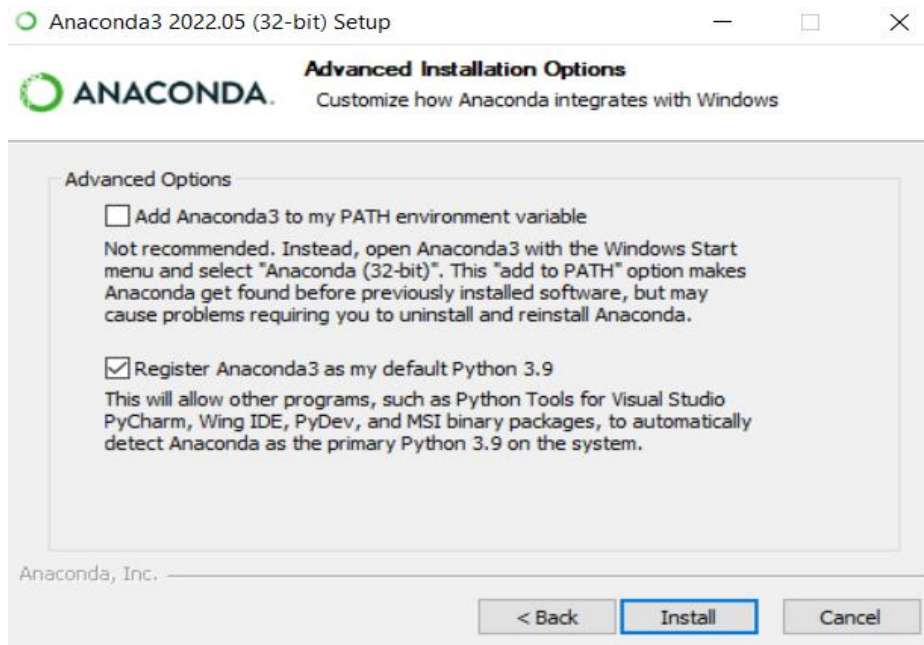 Anaconda3 2022.05 (32-bit) Setup
ANACONDA.
Advanced Installation Options
Customize how Anaconda integrates with Windows
Advanced Options
Add Anaconda3 to my PATH environment variable
Not recommended. Instead, open Anaconda3 with the Windows Start
menu and select "Anaconda (32-bit)". This "add to PATH" option makes
Anaconda get found before previously installed software, but may
cause problems requiring you to uninstall and reinstall Anaconda.
Register Anaconda3 as my default Python 3.9
This will allow other programs, such as Python Tools for Visual Studio
PyCharm, Wing IDE, PyDev, and MSI binary packages, to automatically
detect Anaconda as the primary Python 3.9 on the system.
Anaconda, Inc.
< Back
Install
Cancel